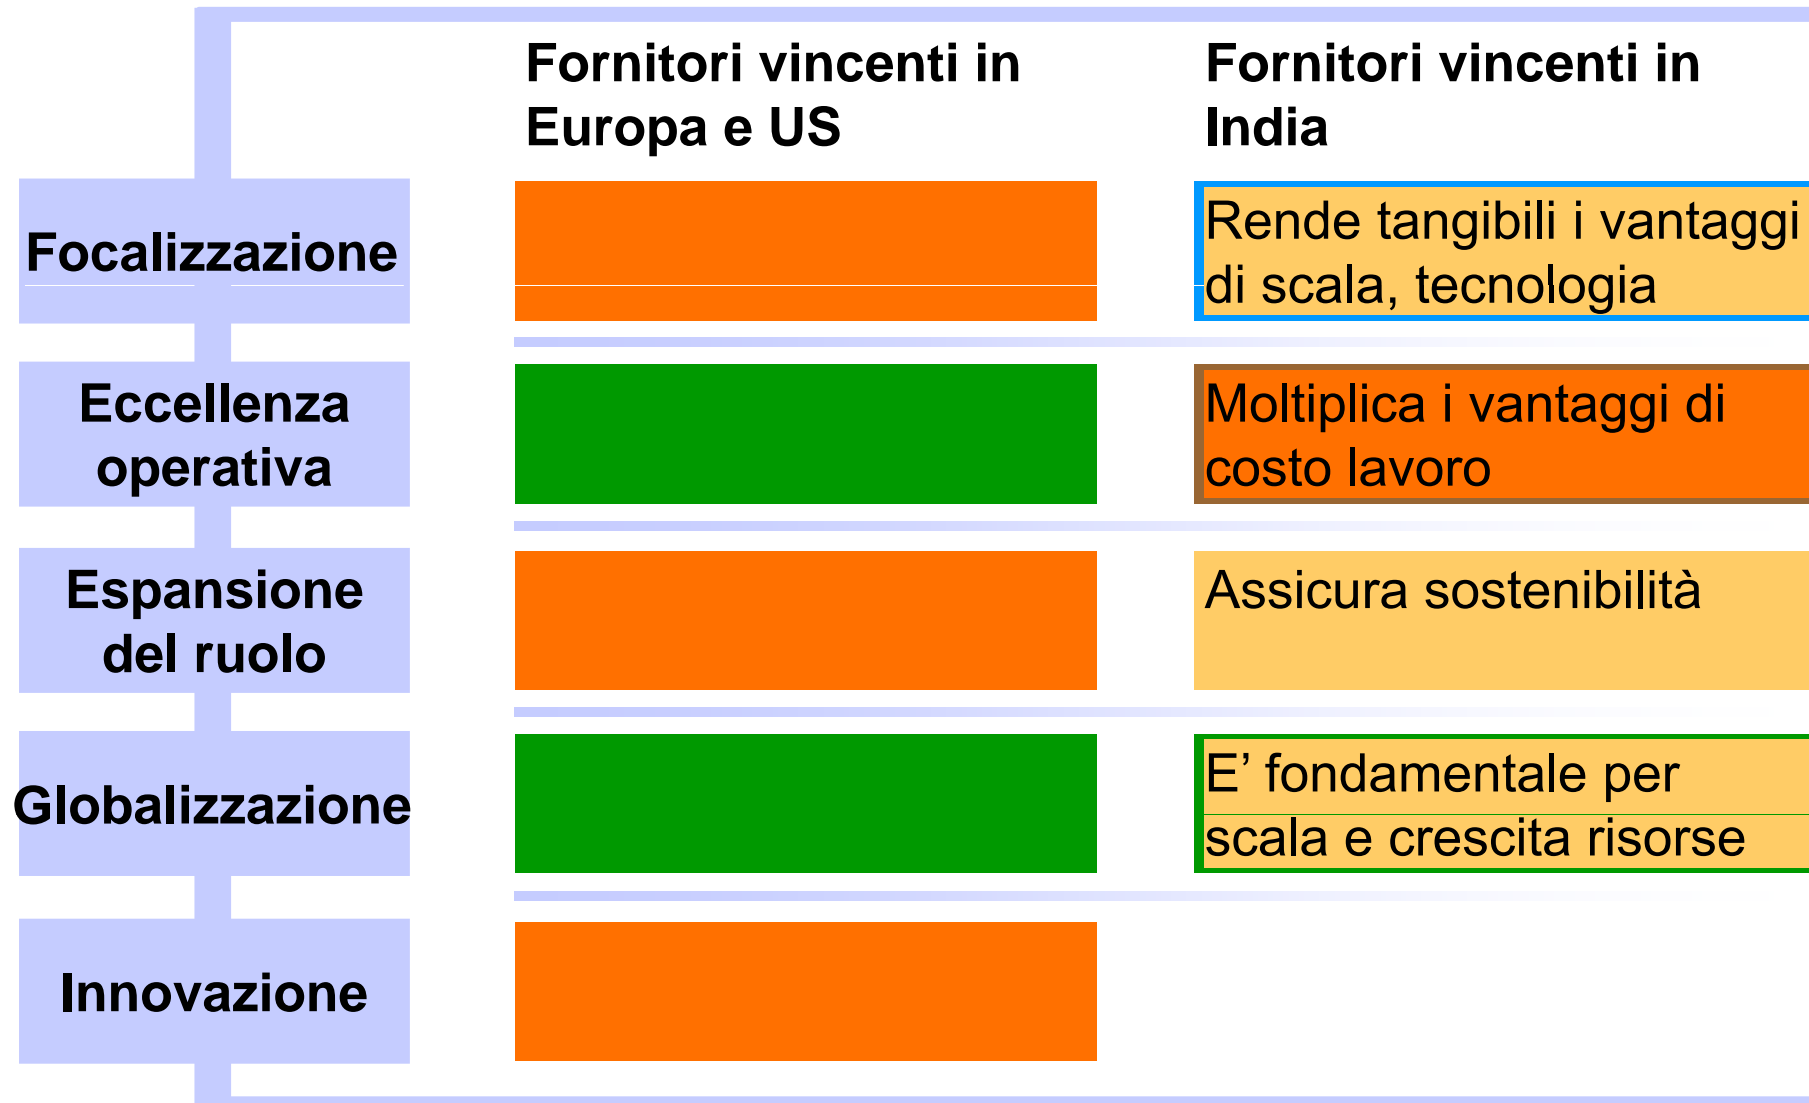 Fornitori vincenti in
Europa e US
Fornitori vincenti in
India
Focalizzazione
Rende tangibili i vantaggi
di scala, tecnologia
Eccellenza
operativa
Moltiplica i vantaggi di
costo lavoro
Espansione
del ruolo
Assicura sostenibilità
Globalizzazione
E’ fondamentale per
scala e crescita risorse
Innovazione